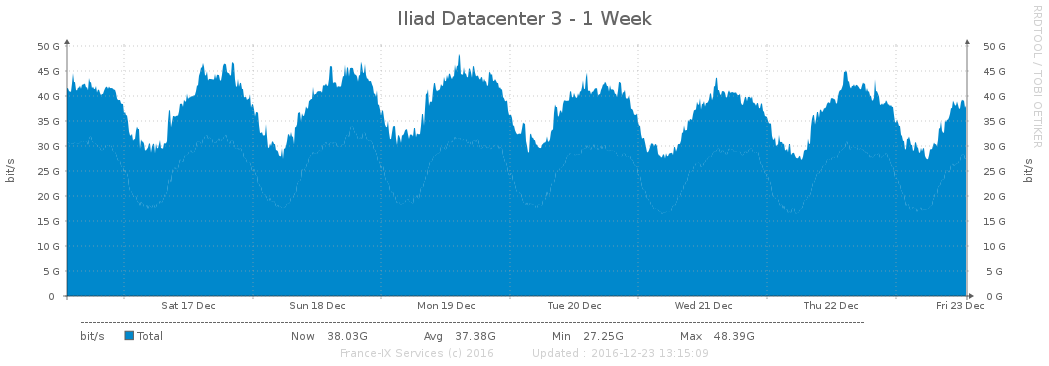 Iliad Datacenter 3 - 1 Week
RRDTOOL / TOBI OETIKER
50 G 50 G
45 G 45 G
40 G 40 G
35 G 35 G
30 G 30 G
25 G 25 G
20 G 20 G
15 G 15 G
10 G 10 G
5 G 5 G
0 0 G
bit/s bit/s
Sat 17 Dec Sun 18 Dec Mon 19 Dec Tue 20 Dec Wed 21 Dec Thu 22 Dec Fri 23 Dec
bit/s Total Now 38.03G Avg 37.38G Min 27.25G Max 48.39G
France-IX Services (c) 2016 Updated : 2016-12-23 13:15:09